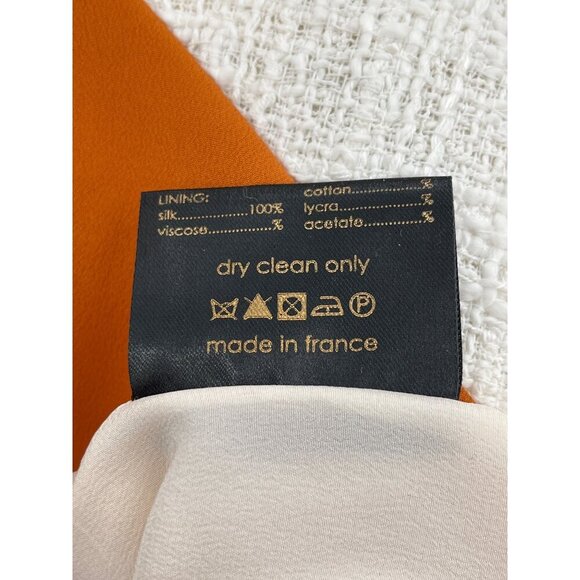 LINING:
silk......................100%
viscose................%
cotton....................%
lycra.......................%
acetate..................%
dry clean only
P
made in france